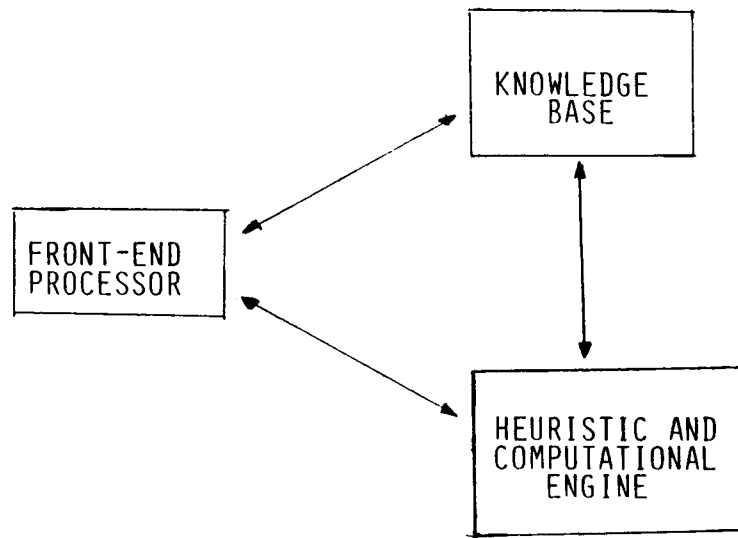 KNOWLEDGE
BASE
FRONT-END
PROCESSOR
HEURISTIC AND
COMPUTATIONAL
ENGINE